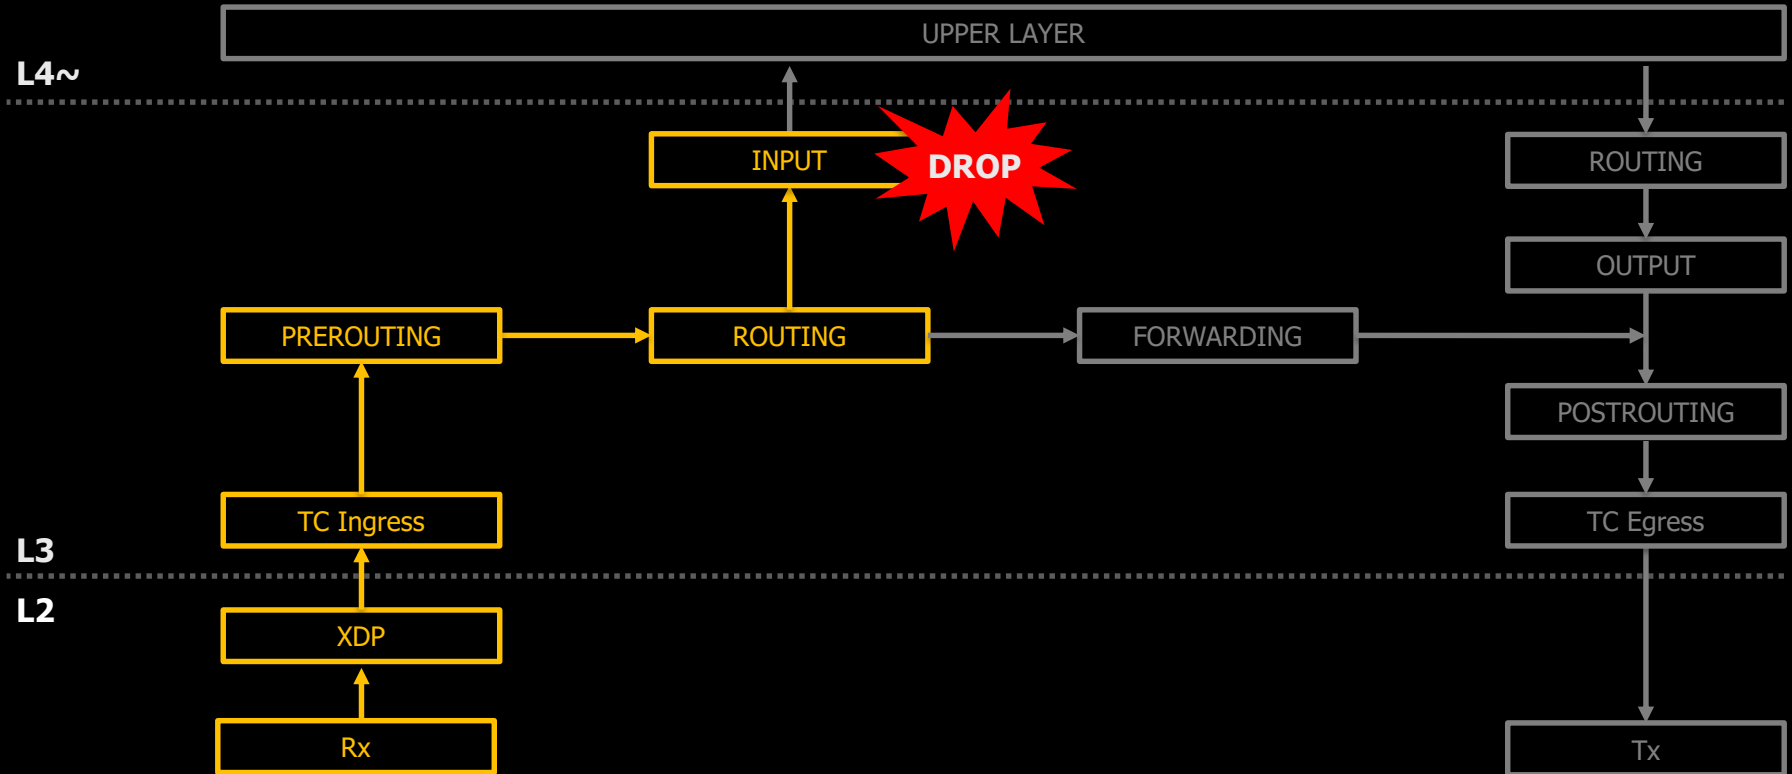 UPPER LAYER
L4~
INPUT
DROP
ROUTING
OUTPUT
PREROUTING
ROUTING
FORWARDING
POSTROUTING
TC Ingress
TC Egress
L3
L2
XDP
Rx
Tx